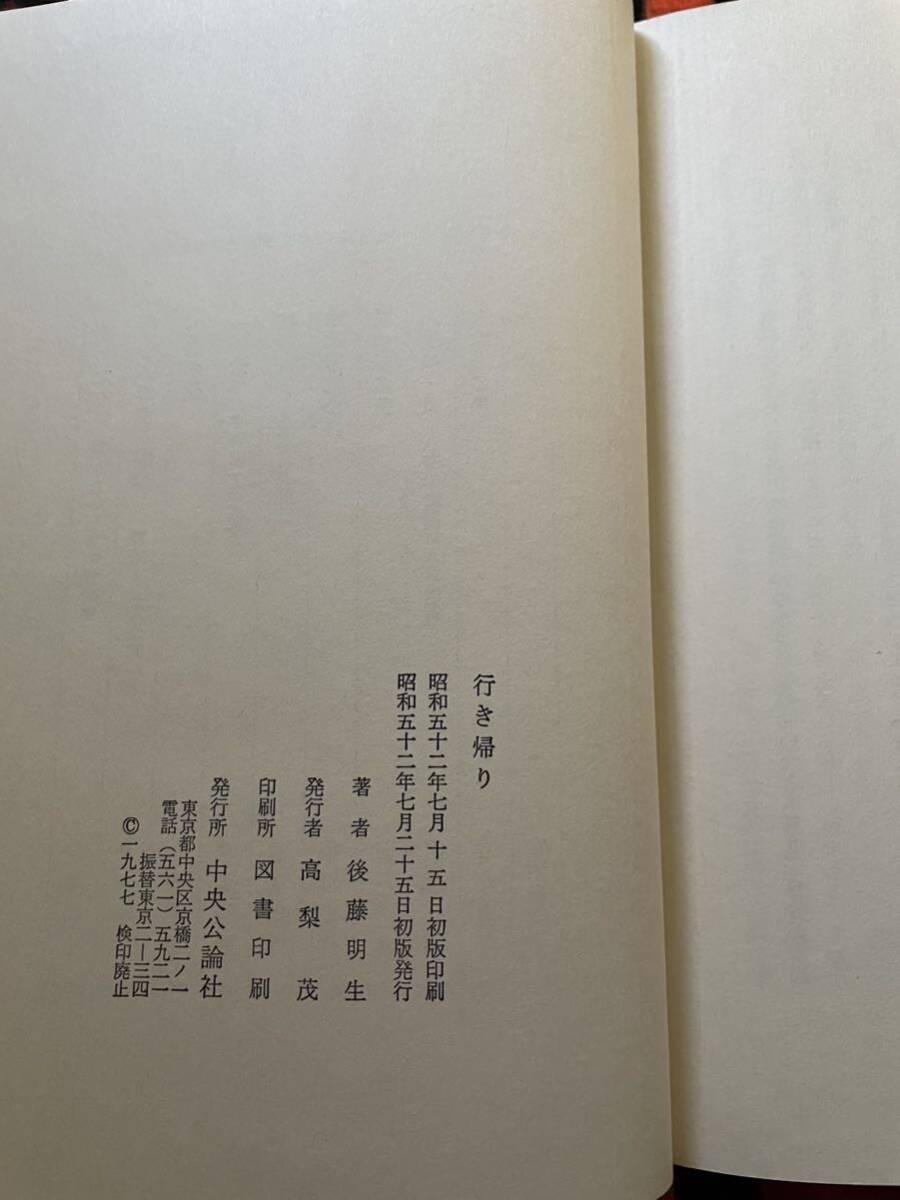 行き帰り
昭和五十二年七月十五日初版印刷
昭和五十二年七月二十五日初版発行
著者 後藤明生
発行者 高梨茂
印刷所 図書印刷
発行所 中央公論社
東京都中央区京橋二ノ一
電話（五六一）五九二一
振替東京二―三四
©一九七七 検印廃止